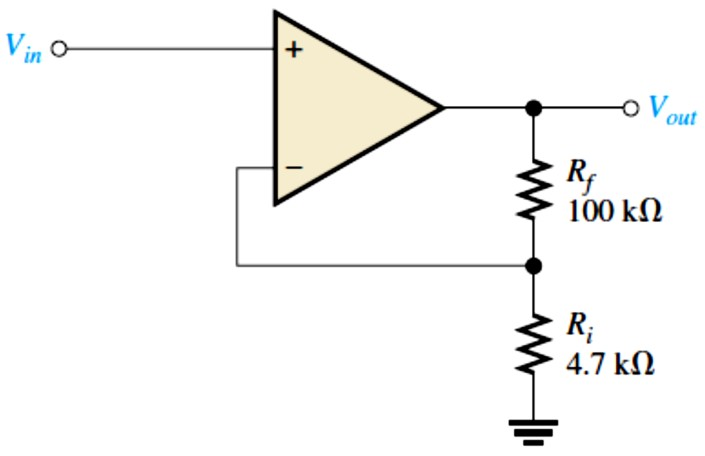 V_in
+
−
V_out
R_f
100 kΩ
R_i
4.7 kΩ